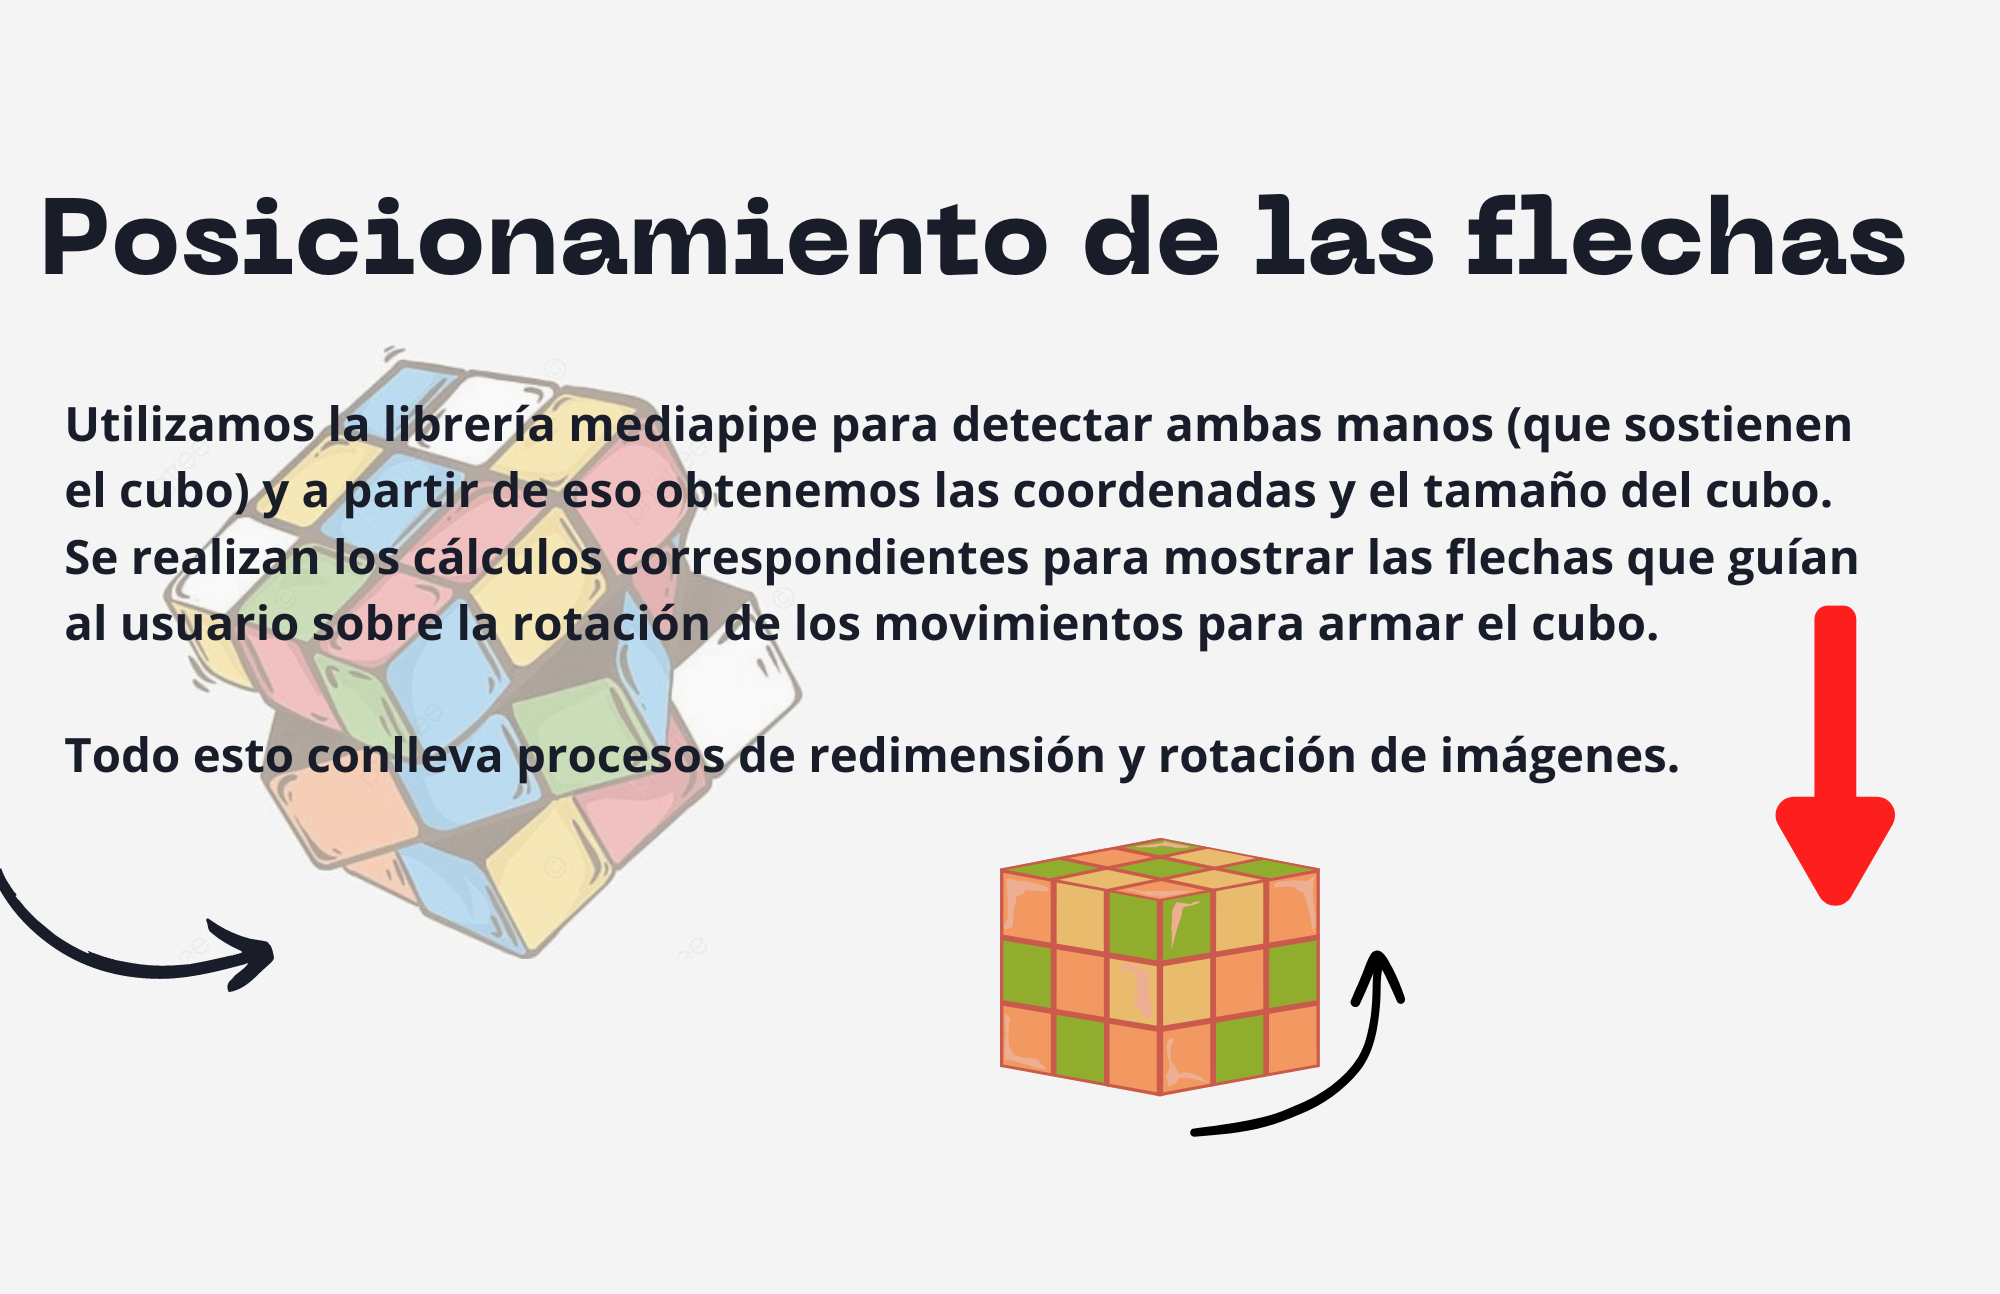 Posicionamiento de las flechas
Utilizamos la librería mediapipe para detectar ambas manos (que sostienen
el cubo) y a partir de eso obtenemos las coordenadas y el tamaño del cubo.
Se realizan los cálculos correspondientes para mostrar las flechas que guían
al usuario sobre la rotación de los movimientos para armar el cubo.
Todo esto conlleva procesos de redimensión y rotación de imágenes.